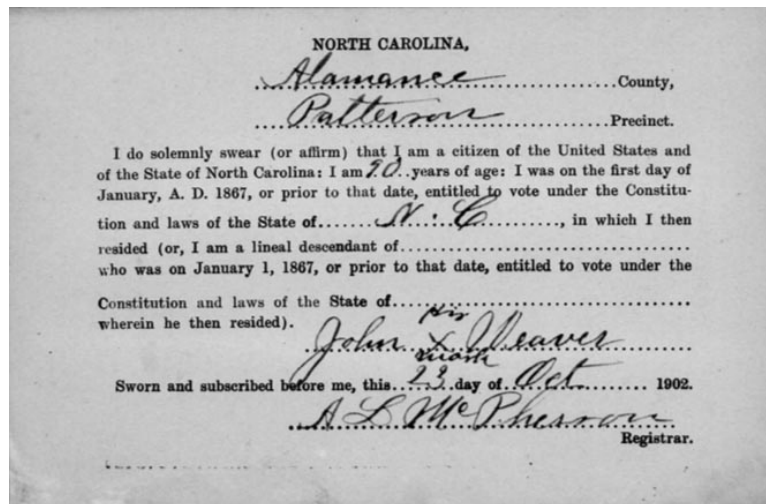 NORTH CAROLINA,
Alamance County,
Patterson Precinct.
I do solemnly swear (or affirm) that I am a citizen of the United States and
of the State of North Carolina: I am 70 years of age: I was on the first day of
January, A. D. 1867, or prior to that date, entitled to vote under the Constitu-
tion and laws of the State of N. C, in which I then
resided (or, I am a lineal descendant of
who was on January 1, 1867, or prior to that date, entitled to vote under the
Constitution and laws of the State of
wherein he then resided).
his
John X Weaver
mark
Sworn and subscribed before me, this 23 day of Oct. 1902.
A L McPherson
Registrar.